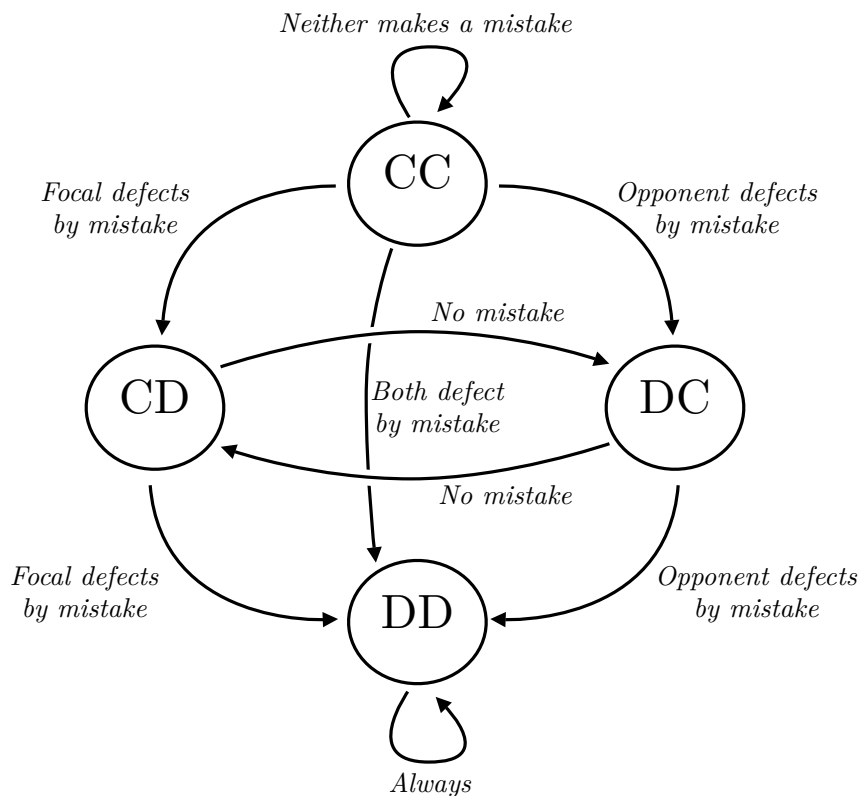 Neither makes a mistake
CC
Focal defects
by mistake
Opponent defects
by mistake
No mistake
CD
DC
Both defect
by mistake
No mistake
Focal defects
by mistake
Opponent defects
by mistake
DD
Always